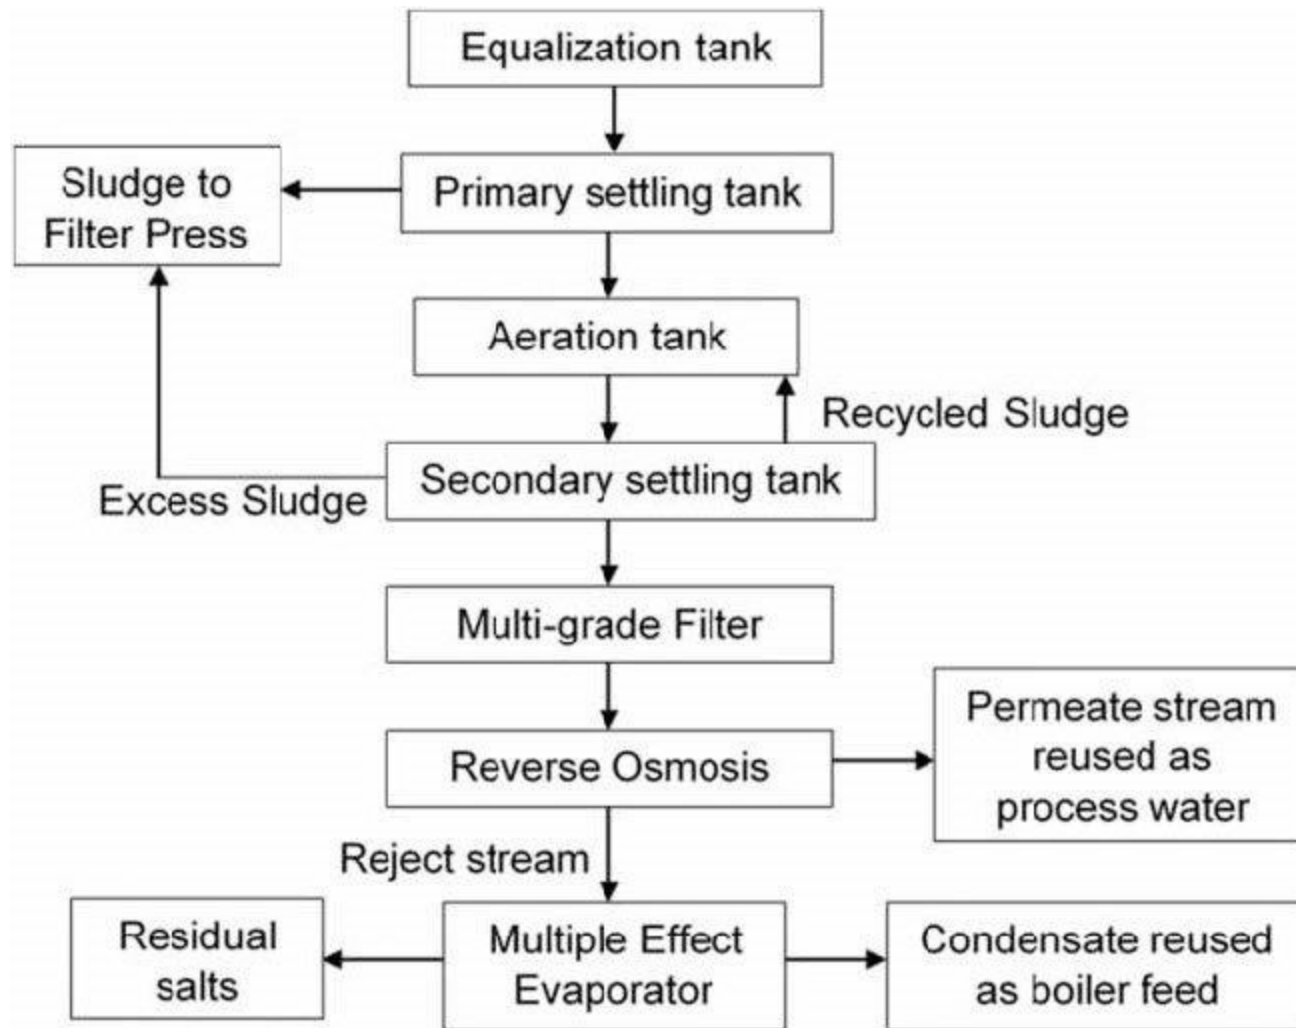 Equalization tank
Sludge to
Filter Press
Primary settling tank
Aeration tank
Recycled Sludge
Secondary settling tank
Excess Sludge
Multi-grade Filter
Reverse Osmosis
Permeate stream
reused as
process water
Reject stream
Residual
salts
Multiple Effect
Evaporator
Condensate reused
as boiler feed